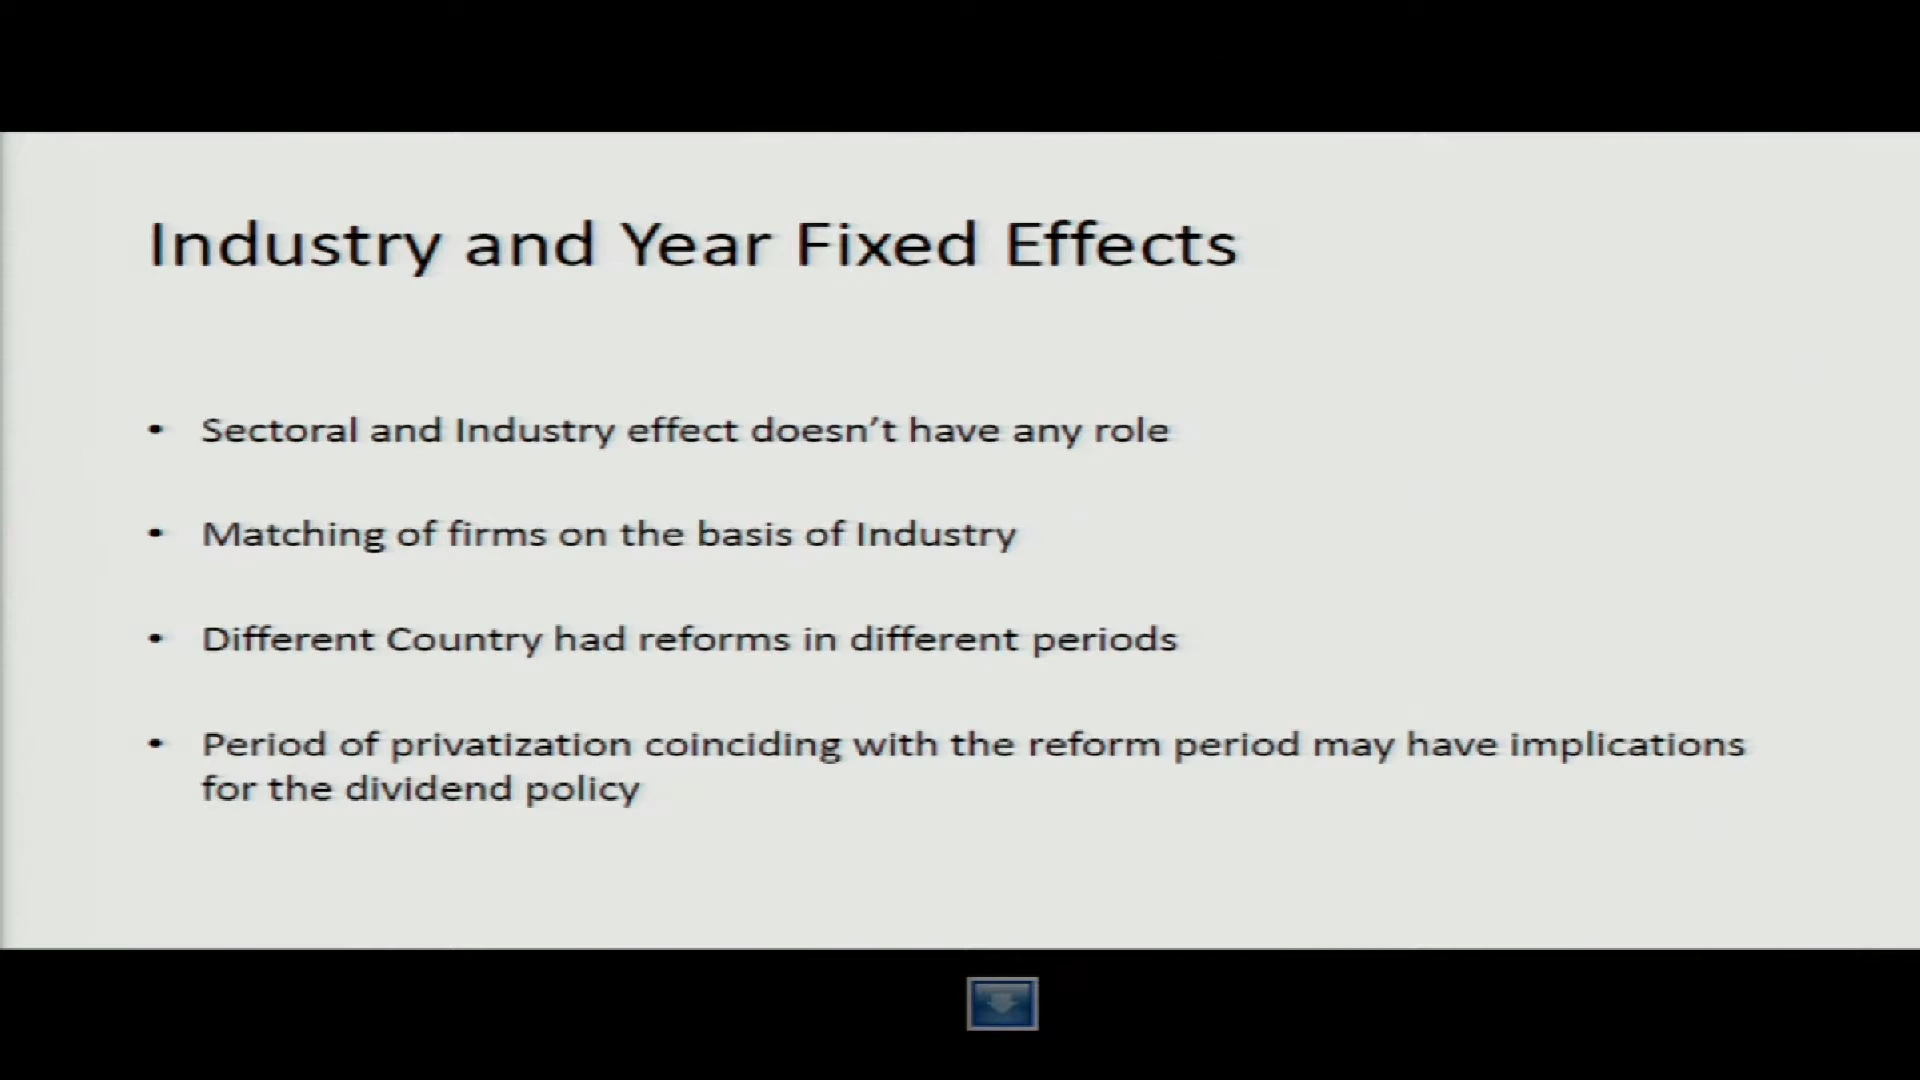 Industry and Year Fixed Effects
• Sectoral and Industry effect doesn't have any role
• Matching of firms on the basis of Industry
• Different Country had reforms in different periods
• Period of privatization coinciding with the reform period may have implications
for the dividend policy